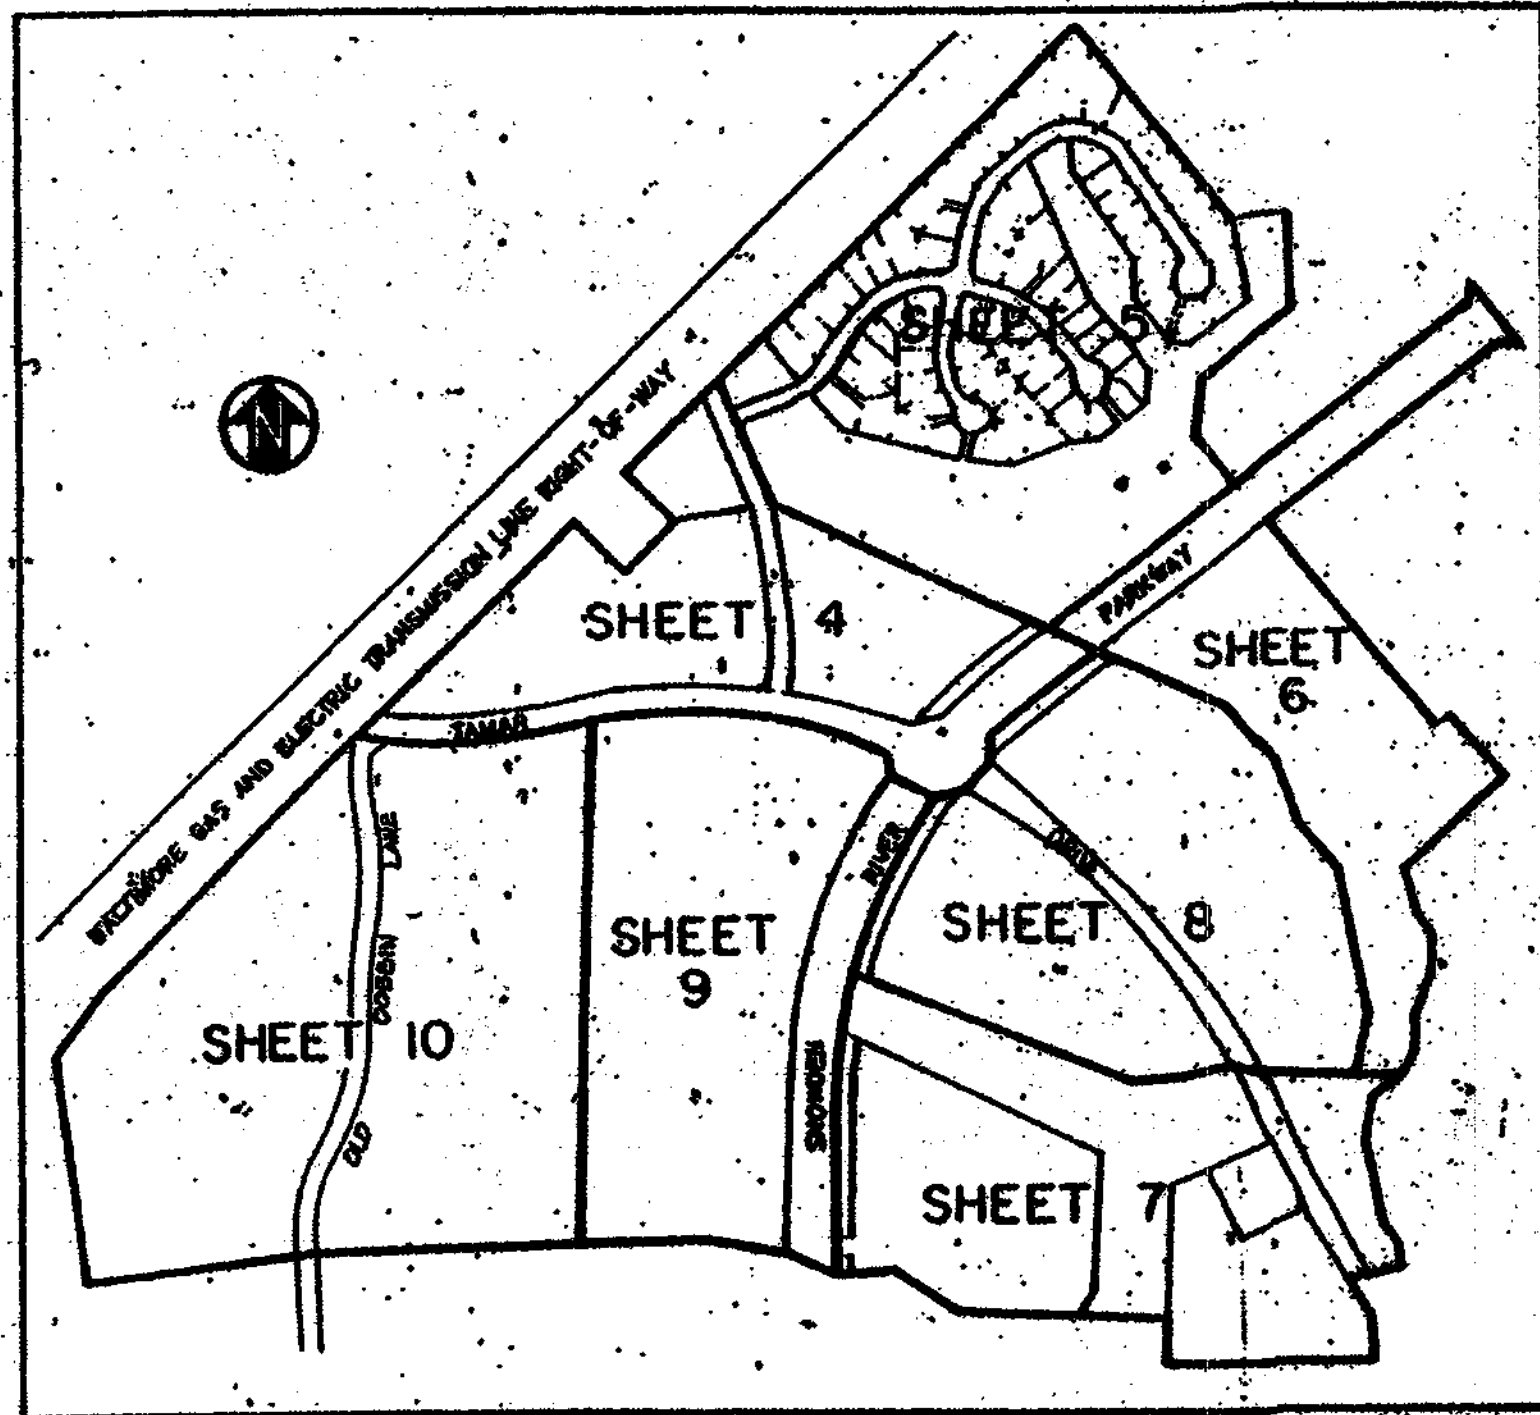 SHEET 5
N
BALTIMORE GAS AND ELECTRIC TRANSMISSION LINE RIGHT-OF-WAY
PARKWAY
SHEET 4
SHEET
6
TAMAR
LANE
RIVER
DRIVE
SHEET
9
SHEET 8
DOBBIN
SHEET 10
SNOWDEN
OLD
SHEET 7